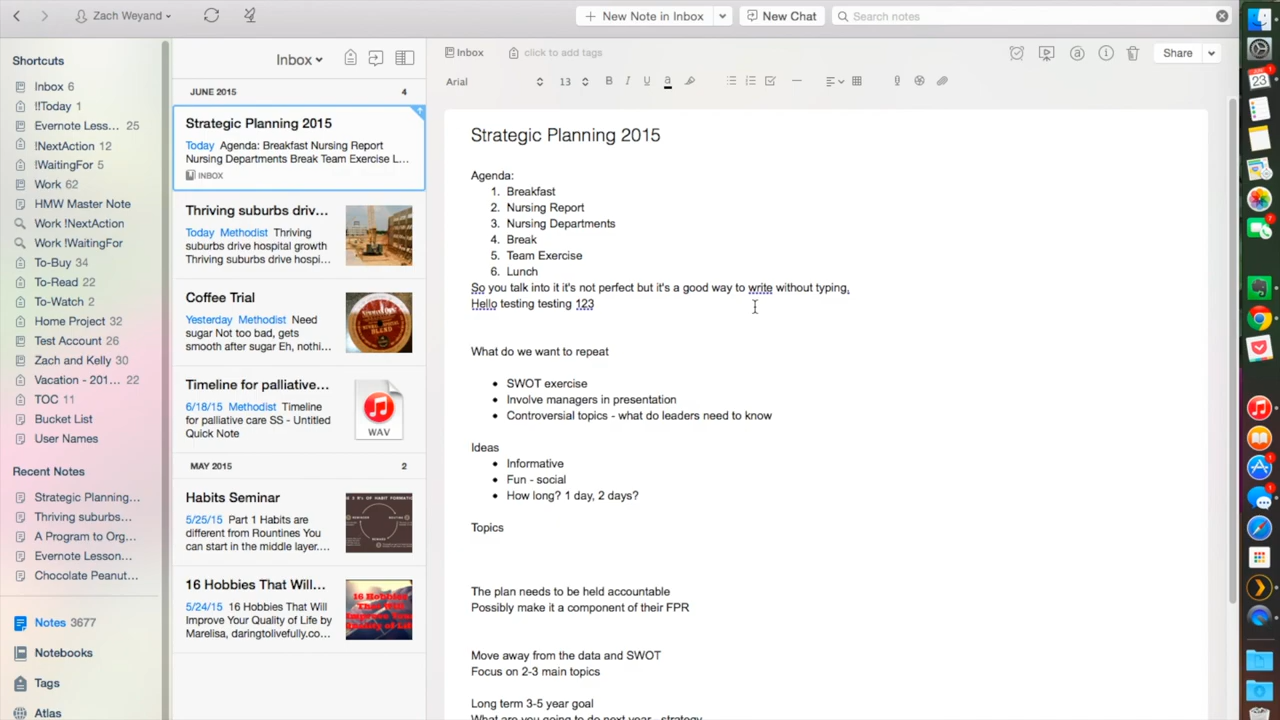 Zach Weyand
New Note in Inbox
New Chat
Search notes
Shortcuts
Inbox 6
!!Today 1
Evernote Less... 25
!NextAction 12
!WaitingFor 5
Work 62
HMW Master Note
Work !NextAction
Work !WaitingFor
To-Buy 34
To-Read 22
To-Watch 2
Home Project 32
Test Account 26
Zach and Kelly 30
Vacation - 201... 22
TOC 11
Bucket List
User Names
Recent Notes
Strategic Planning...
Thriving suburbs...
A Program to Org...
Evernote Lesson...
Chocolate Peanut...
Notes 3677
Notebooks
Tags
Atlas
Inbox
JUNE 2015 4
Strategic Planning 2015
Today Agenda: Breakfast Nursing Report
Nursing Departments Break Team Exercise L...
INBOX
Thriving suburbs driv...
Today Methodist Thriving
suburbs drive hospital growth
Thriving suburbs drive hospi...
Coffee Trial
Yesterday Methodist Need
sugar Not too bad, gets
smooth after sugar Eh, nothi...
Timeline for palliative...
6/18/15 Methodist Timeline
for palliative care SS - Untitled
Quick Note
WAV
MAY 2015 2
Habits Seminar
5/25/15 Part 1 Habits are
different from Rountines You
can start in the middle layer....
16 Hobbies That Will...
5/24/15 16 Hobbies That Will
Improve Your Quality of Life by
Marelisa, daringtolivefully.co...
16 Hobbies
Inbox
click to add tags
Share
Arial 13 B I U a
Strategic Planning 2015
Agenda:
1. Breakfast
2. Nursing Report
3. Nursing Departments
4. Break
5. Team Exercise
6. Lunch
So you talk into it it's not perfect but it's a good way to write without typing,
Hello testing testing 123
What do we want to repeat
• SWOT exercise
• Involve managers in presentation
• Controversial topics - what do leaders need to know
Ideas
• Informative
• Fun - social
• How long? 1 day, 2 days?
Topics
The plan needs to be held accountable
Possibly make it a component of their FPR
Move away from the data and SWOT
Focus on 2-3 main topics
Long term 3-5 year goal
What are you going to do next year - strategy
23